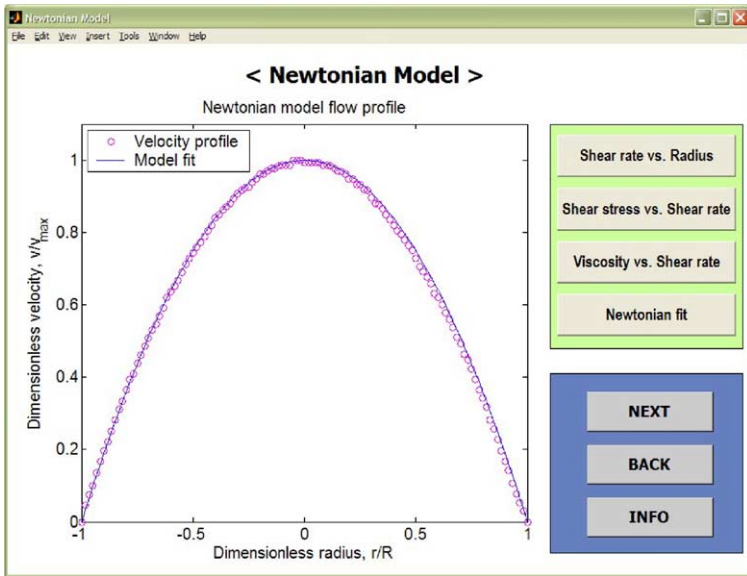 Newtonian Model
File Edit View Insert Tools Window Help
< Newtonian Model >
Newtonian model flow profile
Velocity profile
Model fit
1
0.8
0.6
0.4
0.2
0
Dimensionless velocity, v/vmax
-1 -0.5 0 0.5 1
Dimensionless radius, r/R
Shear rate vs. Radius
Shear stress vs. Shear rate
Viscosity vs. Shear rate
Newtonian fit
NEXT
BACK
INFO